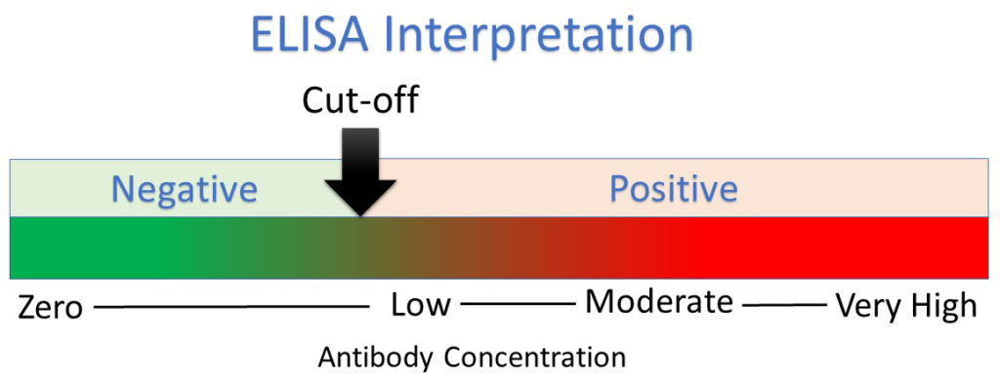 ELISA Interpretation
Cut-off
Negative Positive
Zero Low Moderate Very High
Antibody Concentration